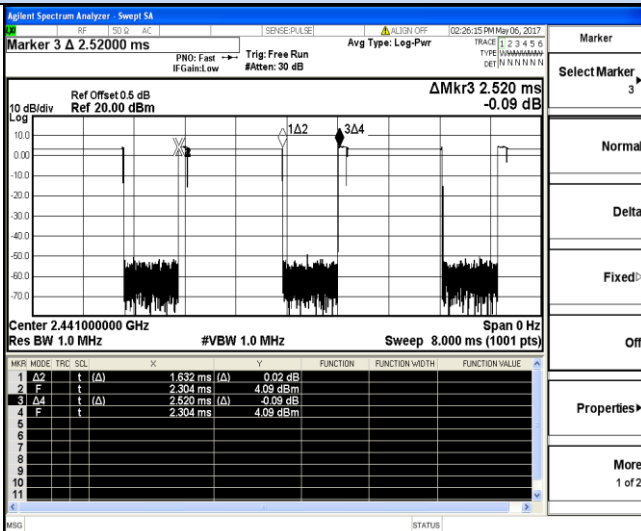 Agilent Spectrum Analyzer - Swept SA
RF 50 Ω AC SENSE:PULSE ALIGN OFF 02:26:15 PM May 06, 2017
Marker 3 Δ 2.52000 ms
PNO: Fast
IFGain:Low
Trig: Free Run
#Atten: 30 dB
Avg Type: Log-Pwr
TRACE 1 2 3 4 5 6
TYPE
DET N N N N N N
ΔMkr3 2.520 ms
-0.09 dB
Ref Offset 0.5 dB
10 dB/div Ref 20.00 dBm
Log
10.0
0.00
-10.0
-20.0
-30.0
-40.0
-50.0
-60.0
-70.0
1Δ2
3Δ4
Center 2.441000000 GHz Span 0 Hz
Res BW 1.0 MHz #VBW 1.0 MHz Sweep 8.000 ms (1001 pts)
MKR MODE TRC SCL X Y FUNCTION FUNCTION WIDTH FUNCTION VALUE
1 Δ2 t (Δ) 1.632 ms (Δ) 0.02 dB
2 F t 2.304 ms 4.09 dBm
3 Δ4 t (Δ) 2.520 ms (Δ) -0.09 dB
4 F t 2.304 ms 4.09 dBm
5
6
7
8
9
10
11
MSG STATUS
Marker
Select Marker
3
Normal
Delta
Fixed
Off
Properties
More
1 of 2